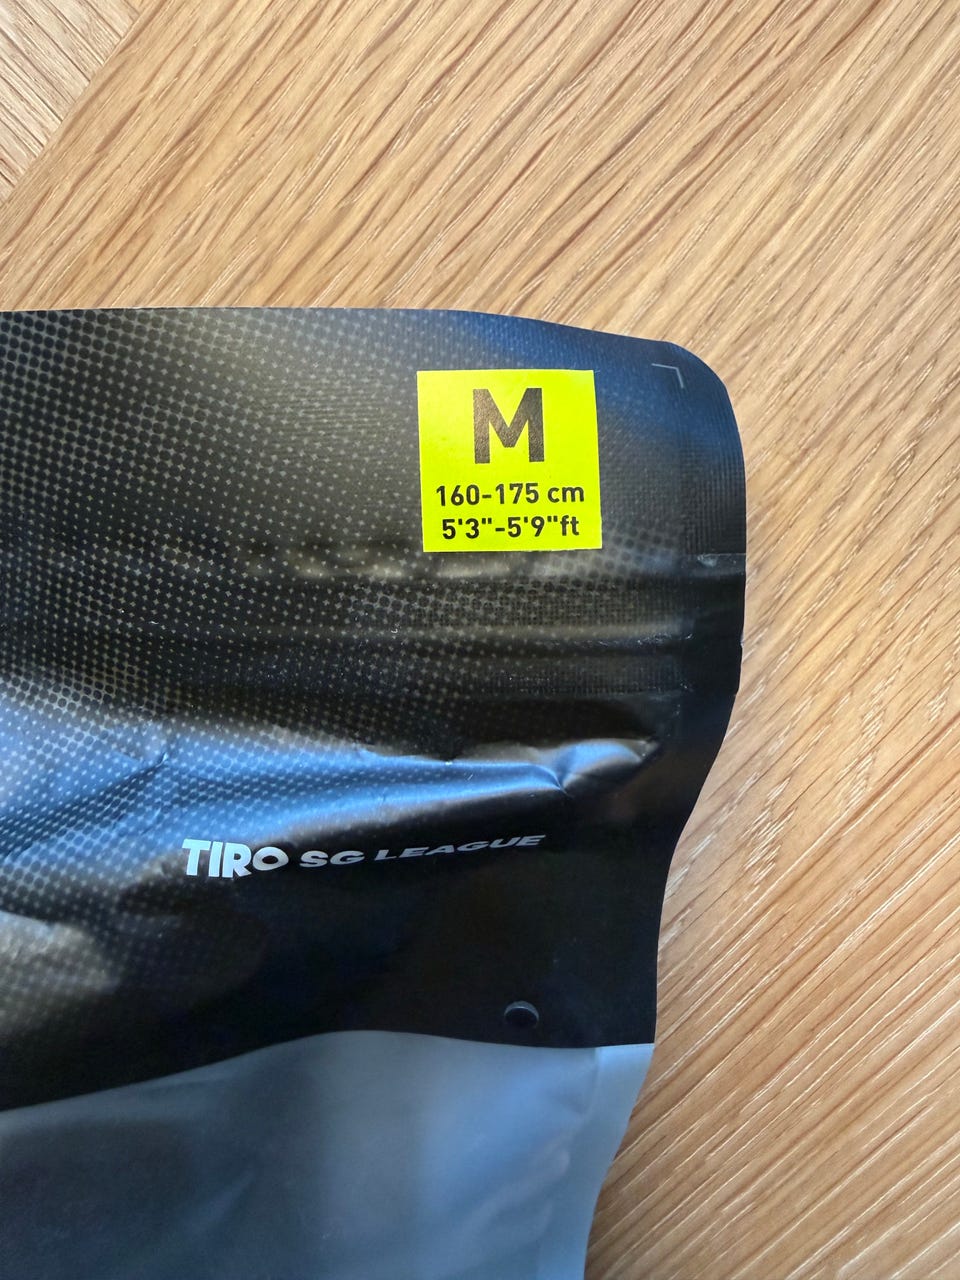 M
160-175 cm
5'3"-5'9"ft
TIRO SG LEAGUE